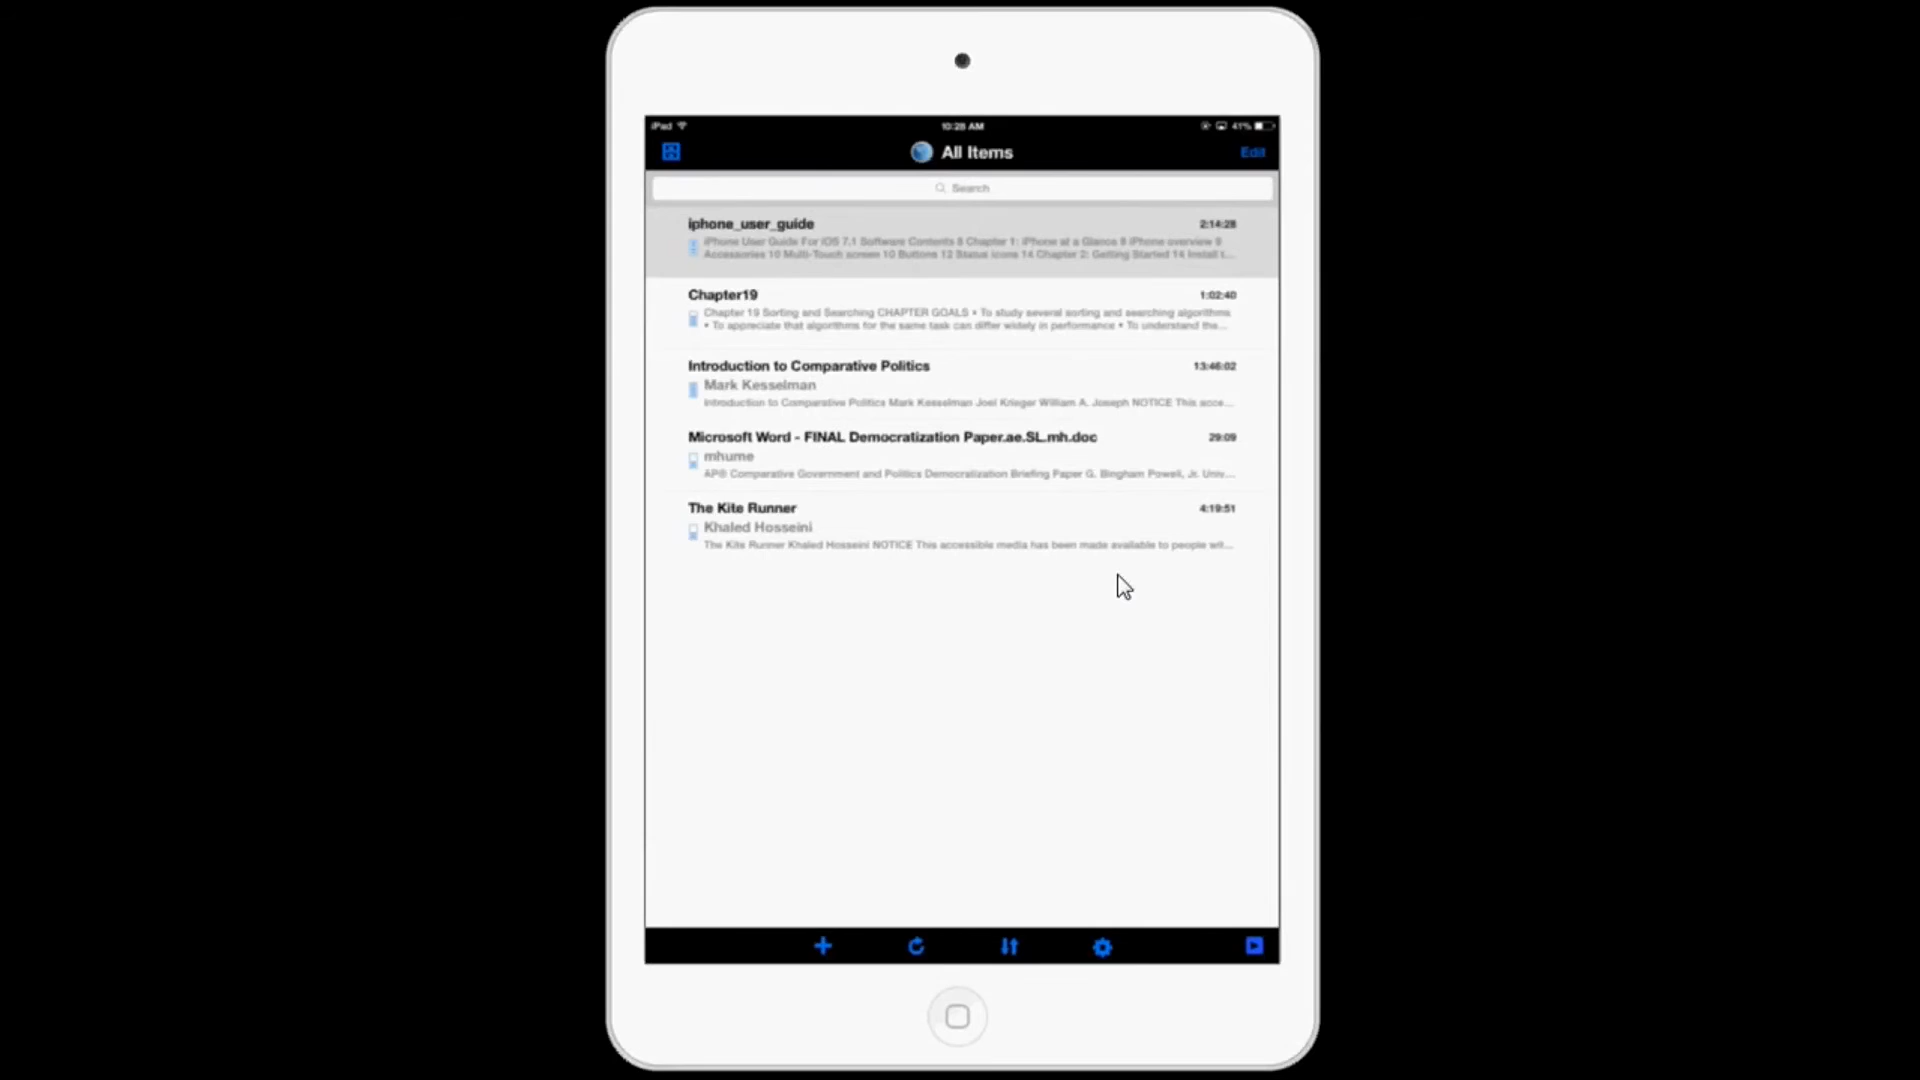 iPad 10:28 AM 41%
All Items Edit
Search
iphone_user_guide 2:14:28
iPhone User Guide For iOS 7.1 Software Contents 8 Chapter 1: iPhone at a Glance 8 iPhone overview 9
Accessories 10 Multi-Touch screen 10 Buttons 12 Status icons 14 Chapter 2: Getting Started 14 Install t...
Chapter19 1:02:40
Chapter 19 Sorting and Searching CHAPTER GOALS • To study several sorting and searching algorithms
• To appreciate that algorithms for the same task can differ widely in performance • To understand the...
Introduction to Comparative Politics 13:46:02
Mark Kesselman
Introduction to Comparative Politics Mark Kesselman Joel Krieger William A. Joseph NOTICE This acce...
Microsoft Word - FINAL Democratization Paper.ae.SL.mh.doc 29:09
mhume
AP® Comparative Government and Politics Democratization Briefing Paper G. Bingham Powell, Jr. Univ...
The Kite Runner 4:19:51
Khaled Hosseini
The Kite Runner Khaled Hosseini NOTICE This accessible media has been made available to people wit...